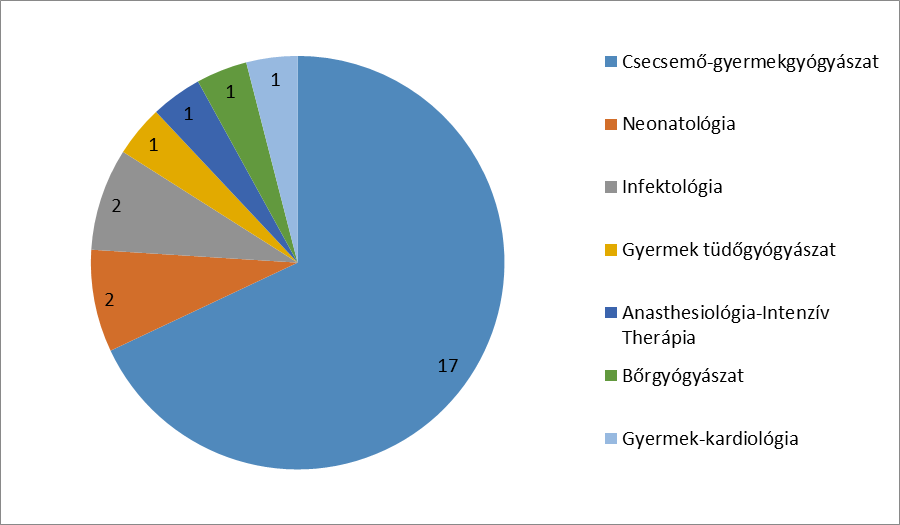 1
1
1
1
2
2
17
Csecsemő-gyermekgyógyászat
Neonatológia
Infektológia
Gyermek tüdőgyógyászat
Anasthesiológia-Intenzív
Therápia
Bőrgyógyászat
Gyermek-kardiológia